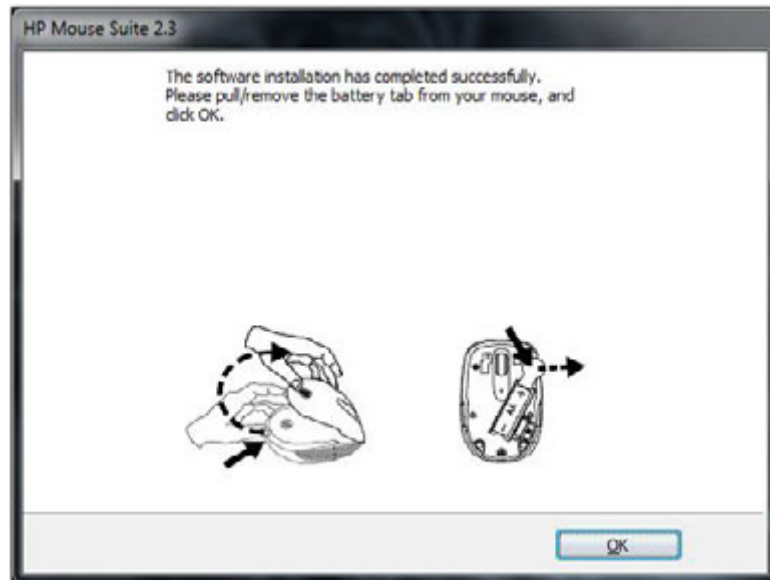 HP Mouse Suite 2.3
The software installation has completed successfully.
Please pull/remove the battery tab from your mouse, and
click OK.
OK